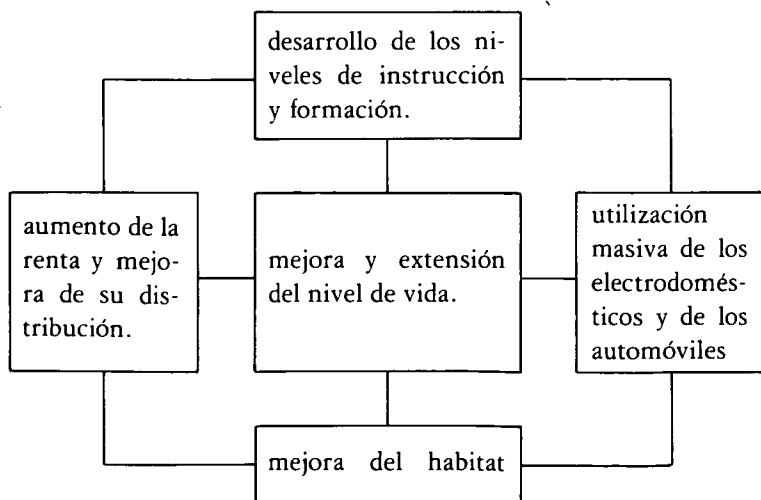 desarrollo de los ni-
veles de instrucción
y formación.
aumento de la
renta y mejo-
ra de su dis-
tribución.
mejora y extensión
del nivel de vida.
utilización
masiva de los
electrodomés-
ticos y de los
automóviles
mejora del habitat